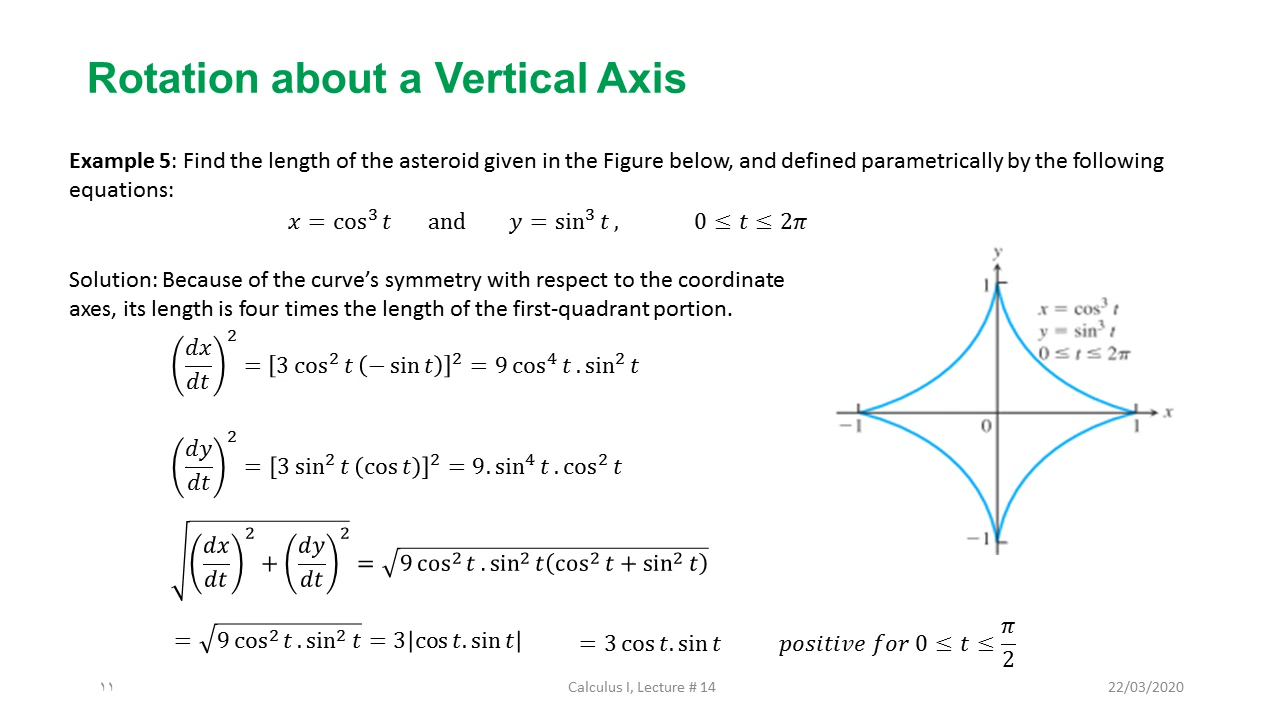 Rotation about a Vertical Axis
Example 5: Find the length of the asteroid given in the Figure below, and defined parametrically by the following
equations:
x = cos³ t and y = sin³ t , 0 ≤ t ≤ 2π
Solution: Because of the curve’s symmetry with respect to the coordinate
axes, its length is four times the length of the first-quadrant portion.
(dx/dt)² = [3 cos² t (− sin t)]² = 9 cos⁴ t . sin² t
(dy/dt)² = [3 sin² t (cos t)]² = 9. sin⁴ t . cos² t
√((dx/dt)² + (dy/dt)²) = √(9 cos² t . sin² t(cos² t + sin² t))
= √(9 cos² t . sin² t) = 3|cos t. sin t| = 3 cos t. sin t positive for 0 ≤ t ≤ π/2
y
1
x = cos³ t
y = sin³ t
0 ≤ t ≤ 2π
x
−1
0
1
−1
١١
Calculus I, Lecture # 14
22/03/2020